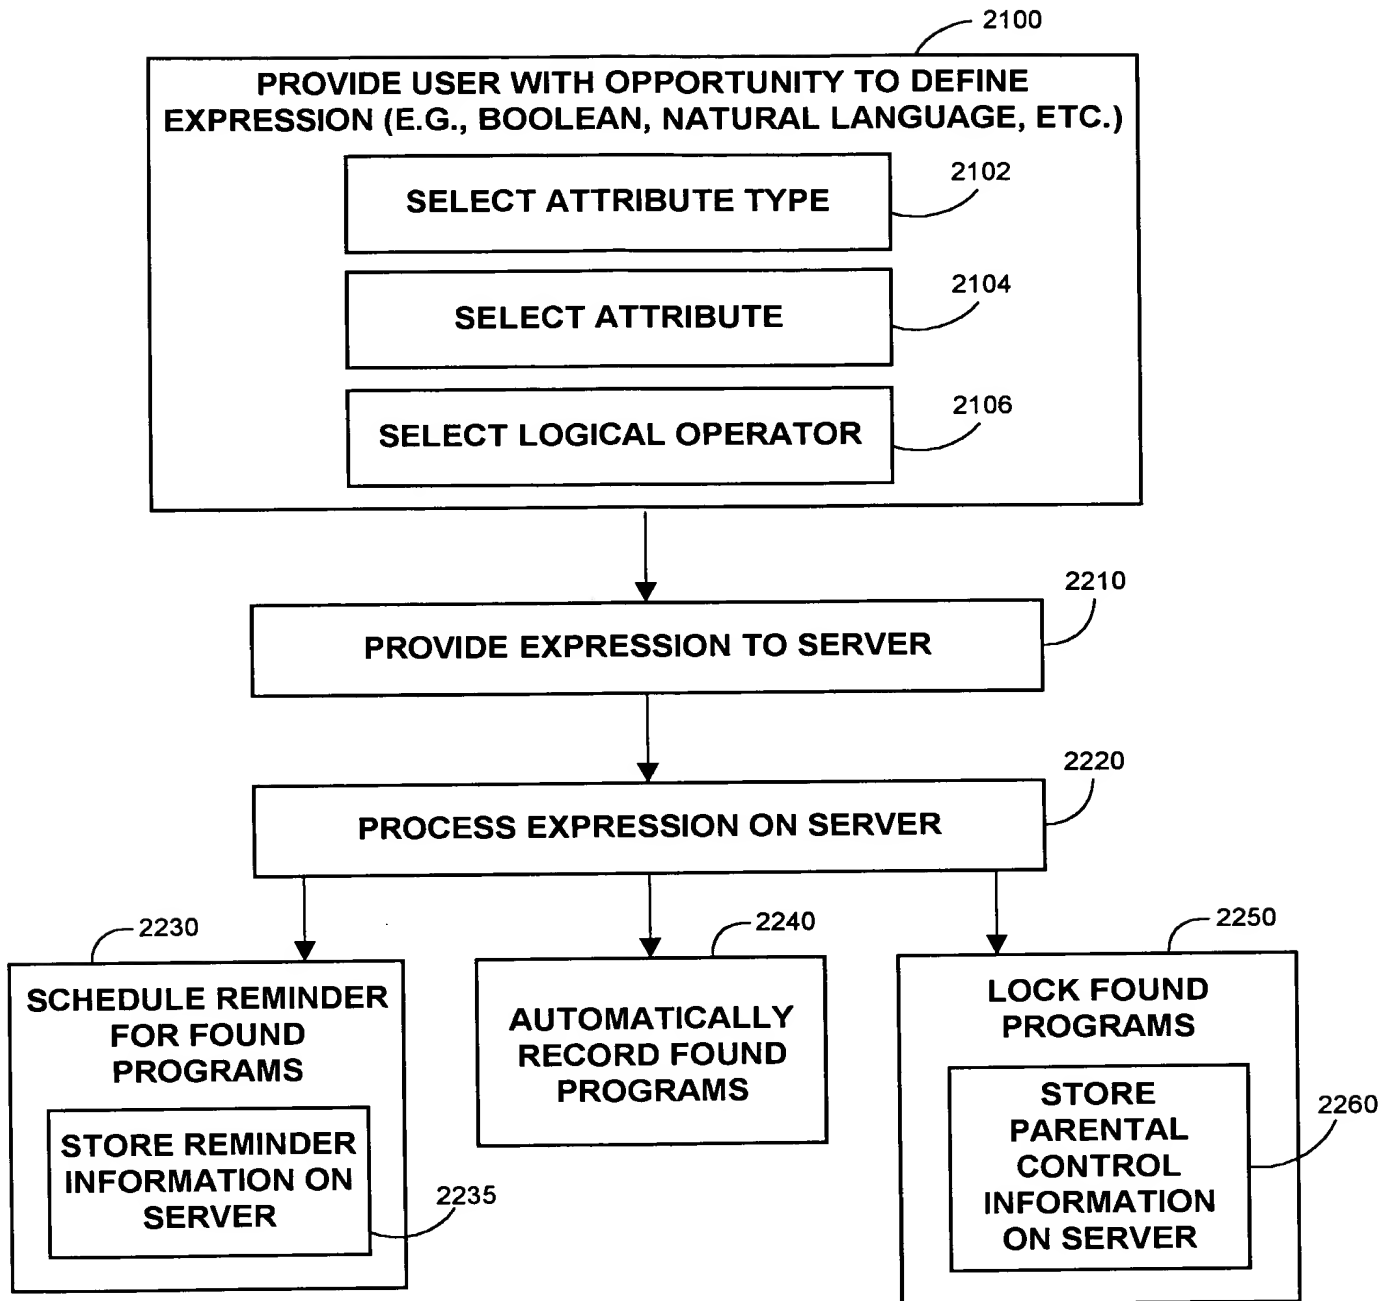 2100
PROVIDE USER WITH OPPORTUNITY TO DEFINE
EXPRESSION (E.G., BOOLEAN, NATURAL LANGUAGE, ETC.)
SELECT ATTRIBUTE TYPE
2102
SELECT ATTRIBUTE
2104
SELECT LOGICAL OPERATOR
2106
PROVIDE EXPRESSION TO SERVER
2210
PROCESS EXPRESSION ON SERVER
2220
2230
SCHEDULE REMINDER
FOR FOUND
PROGRAMS
STORE REMINDER
INFORMATION ON
SERVER
2235
2240
AUTOMATICALLY
RECORD FOUND
PROGRAMS
2250
LOCK FOUND
PROGRAMS
STORE
PARENTAL
CONTROL
INFORMATION
ON SERVER
2260